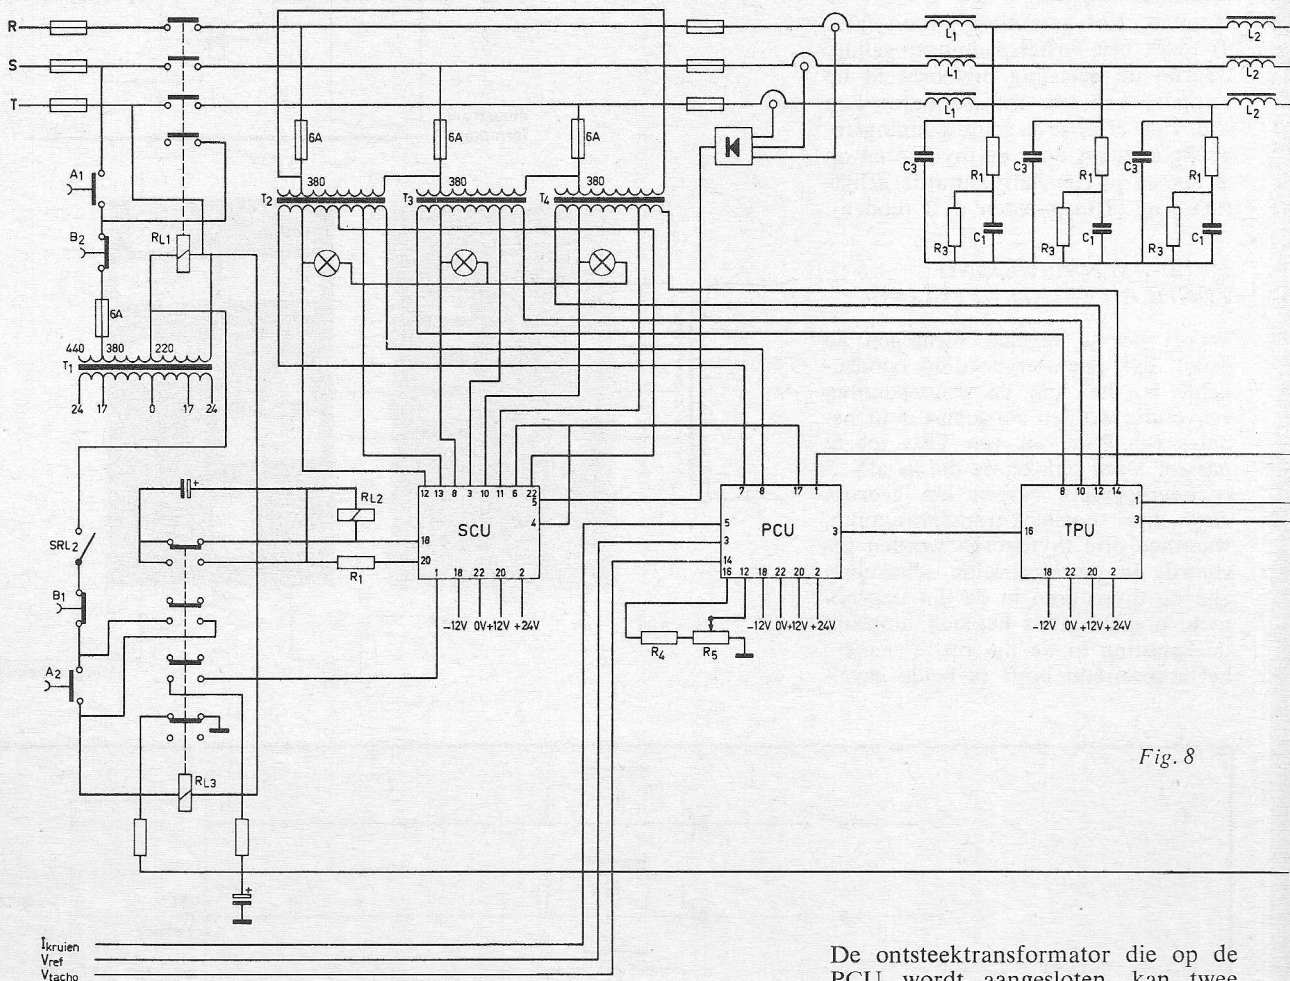 R
S
T
L1
L2
L1
L2
L1
L2
6A
6A
6A
380
380
380
T2
T3
T4
A1
B2
RL1
6A
440 380 220
T1
24 17 0 17 24
C3
R1
C3
R1
C3
R1
R3
C1
R3
C1
R3
C1
SRL2
B1
A2
+
RL2
R1
RL3
+
12 13 8 3 10 11 6 22
5
4
SCU
18
20
1 18 22 20 2
-12V 0V +12V +24V
7 8 17 1
5
3
14
16
PCU
3
12 18 22 20 2
-12V 0V +12V +24V
R4
R5
8 10 12 14
1
3
16
TPU
18 22 20 2
-12V 0V +12V +24V
Fig. 8
Ikruien
Vref
Vtacho
De ontsteektransformator die op de
PCU wordt aangesloten, kan twee